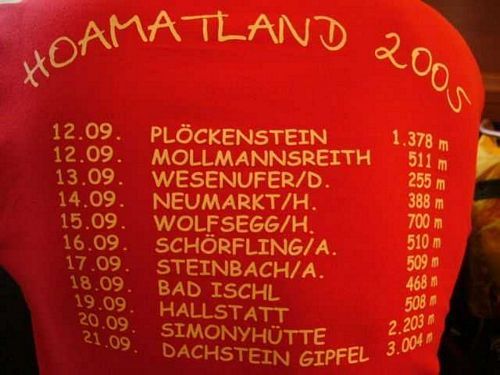 HOAMATLAND 2005
12.09. PLÖCKENSTEIN 1.378 m
12.09. MOLLMANNSREITH 511 m
13.09. WESENUFER/D. 255 m
14.09. NEUMARKT/H. 388 m
15.09. WOLFSEGG/H. 700 m
16.09. SCHÖRFLING/A. 510 m
17.09. STEINBACH/A. 509 m
18.09. BAD ISCHL 468 m
19.09. HALLSTATT 508 m
20.09. SIMONYHÜTTE 2.203 m
21.09. DACHSTEIN GIPFEL 3.004 m